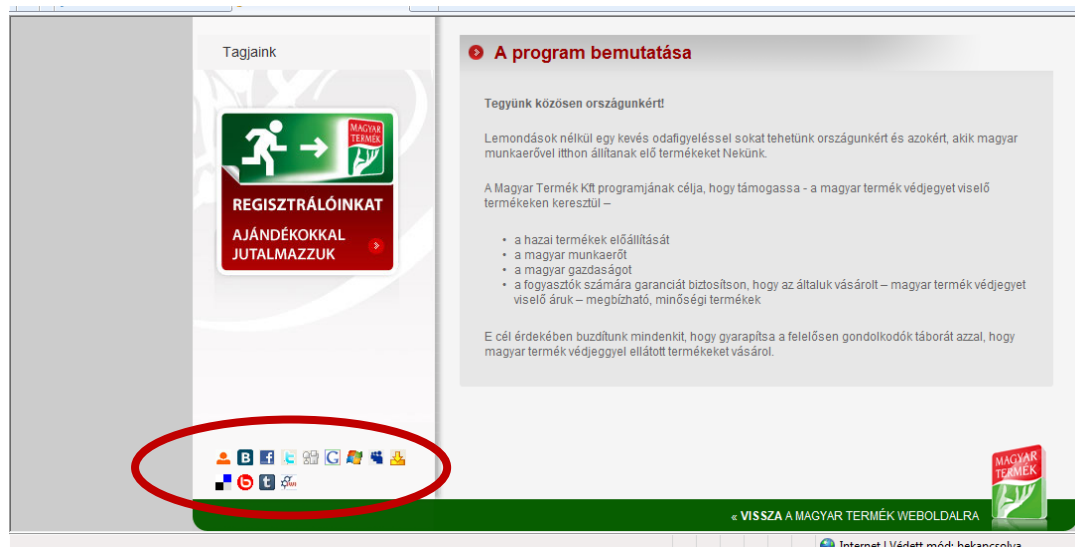 Tagjaink
MAGYAR
TERMÉK
REGISZTRÁLÓINKAT
AJÁNDÉKOKKAL
JUTALMAZZUK
A program bemutatása
Tegyünk közösen országunkért!
Lemondások nélkül egy kevés odafigyeléssel sokat tehetünk országunkért és azokért, akik magyar
munkaerővel itthon állítanak elő termékeket Nekünk.
A Magyar Termék Kft programjának célja, hogy támogassa - a magyar termék védjegyet viselő
termékeken keresztül –
• a hazai termékek előállítását
• a magyar munkaerőt
• a magyar gazdaságot
• a fogyasztók számára garanciát biztosítson, hogy az általuk vásárolt – magyar termék védjegyet
viselő áruk – megbízható, minőségi termékek
E cél érdekében buzdítunk mindenkit, hogy gyarapítsa a felelősen gondolkodók táborát azzal, hogy
magyar termék védjeggyel ellátott termékeket vásárol.
MAGYAR
TERMÉK
« VISSZA A MAGYAR TERMÉK WEBOLDALRA
Internet | Védett mód: bekapcsolva